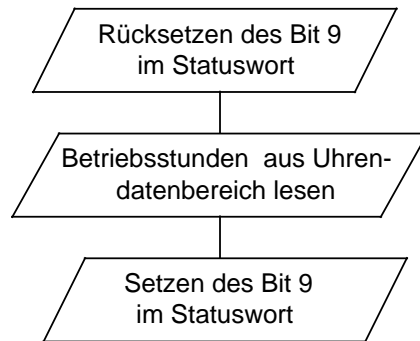 Rücksetzen des Bit 9
im Statuswort
Betriebsstunden aus Uhren-
datenbereich lesen
Setzen des Bit 9
im Statuswort